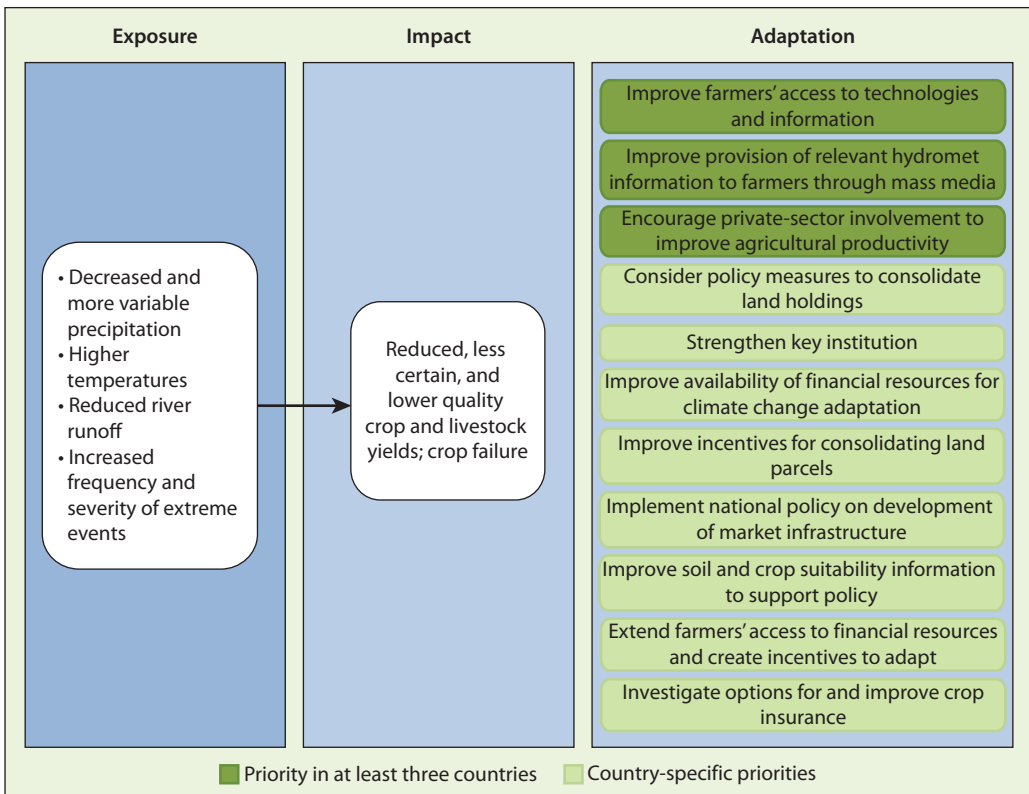 Exposure
Impact
Adaptation
• Decreased and
more variable
precipitation
• Higher
temperatures
• Reduced river
runoff
• Increased
frequency and
severity of extreme
events
Reduced, less
certain, and
lower quality
crop and livestock
yields; crop failure
Improve farmers’ access to technologies
and information
Improve provision of relevant hydromet
information to farmers through mass media
Encourage private-sector involvement to
improve agricultural productivity
Consider policy measures to consolidate
land holdings
Strengthen key institution
Improve availability of financial resources for
climate change adaptation
Improve incentives for consolidating land
parcels
Implement national policy on development
of market infrastructure
Improve soil and crop suitability information
to support policy
Extend farmers’ access to financial resources
and create incentives to adapt
Investigate options for and improve crop
insurance
Priority in at least three countries
Country-specific priorities